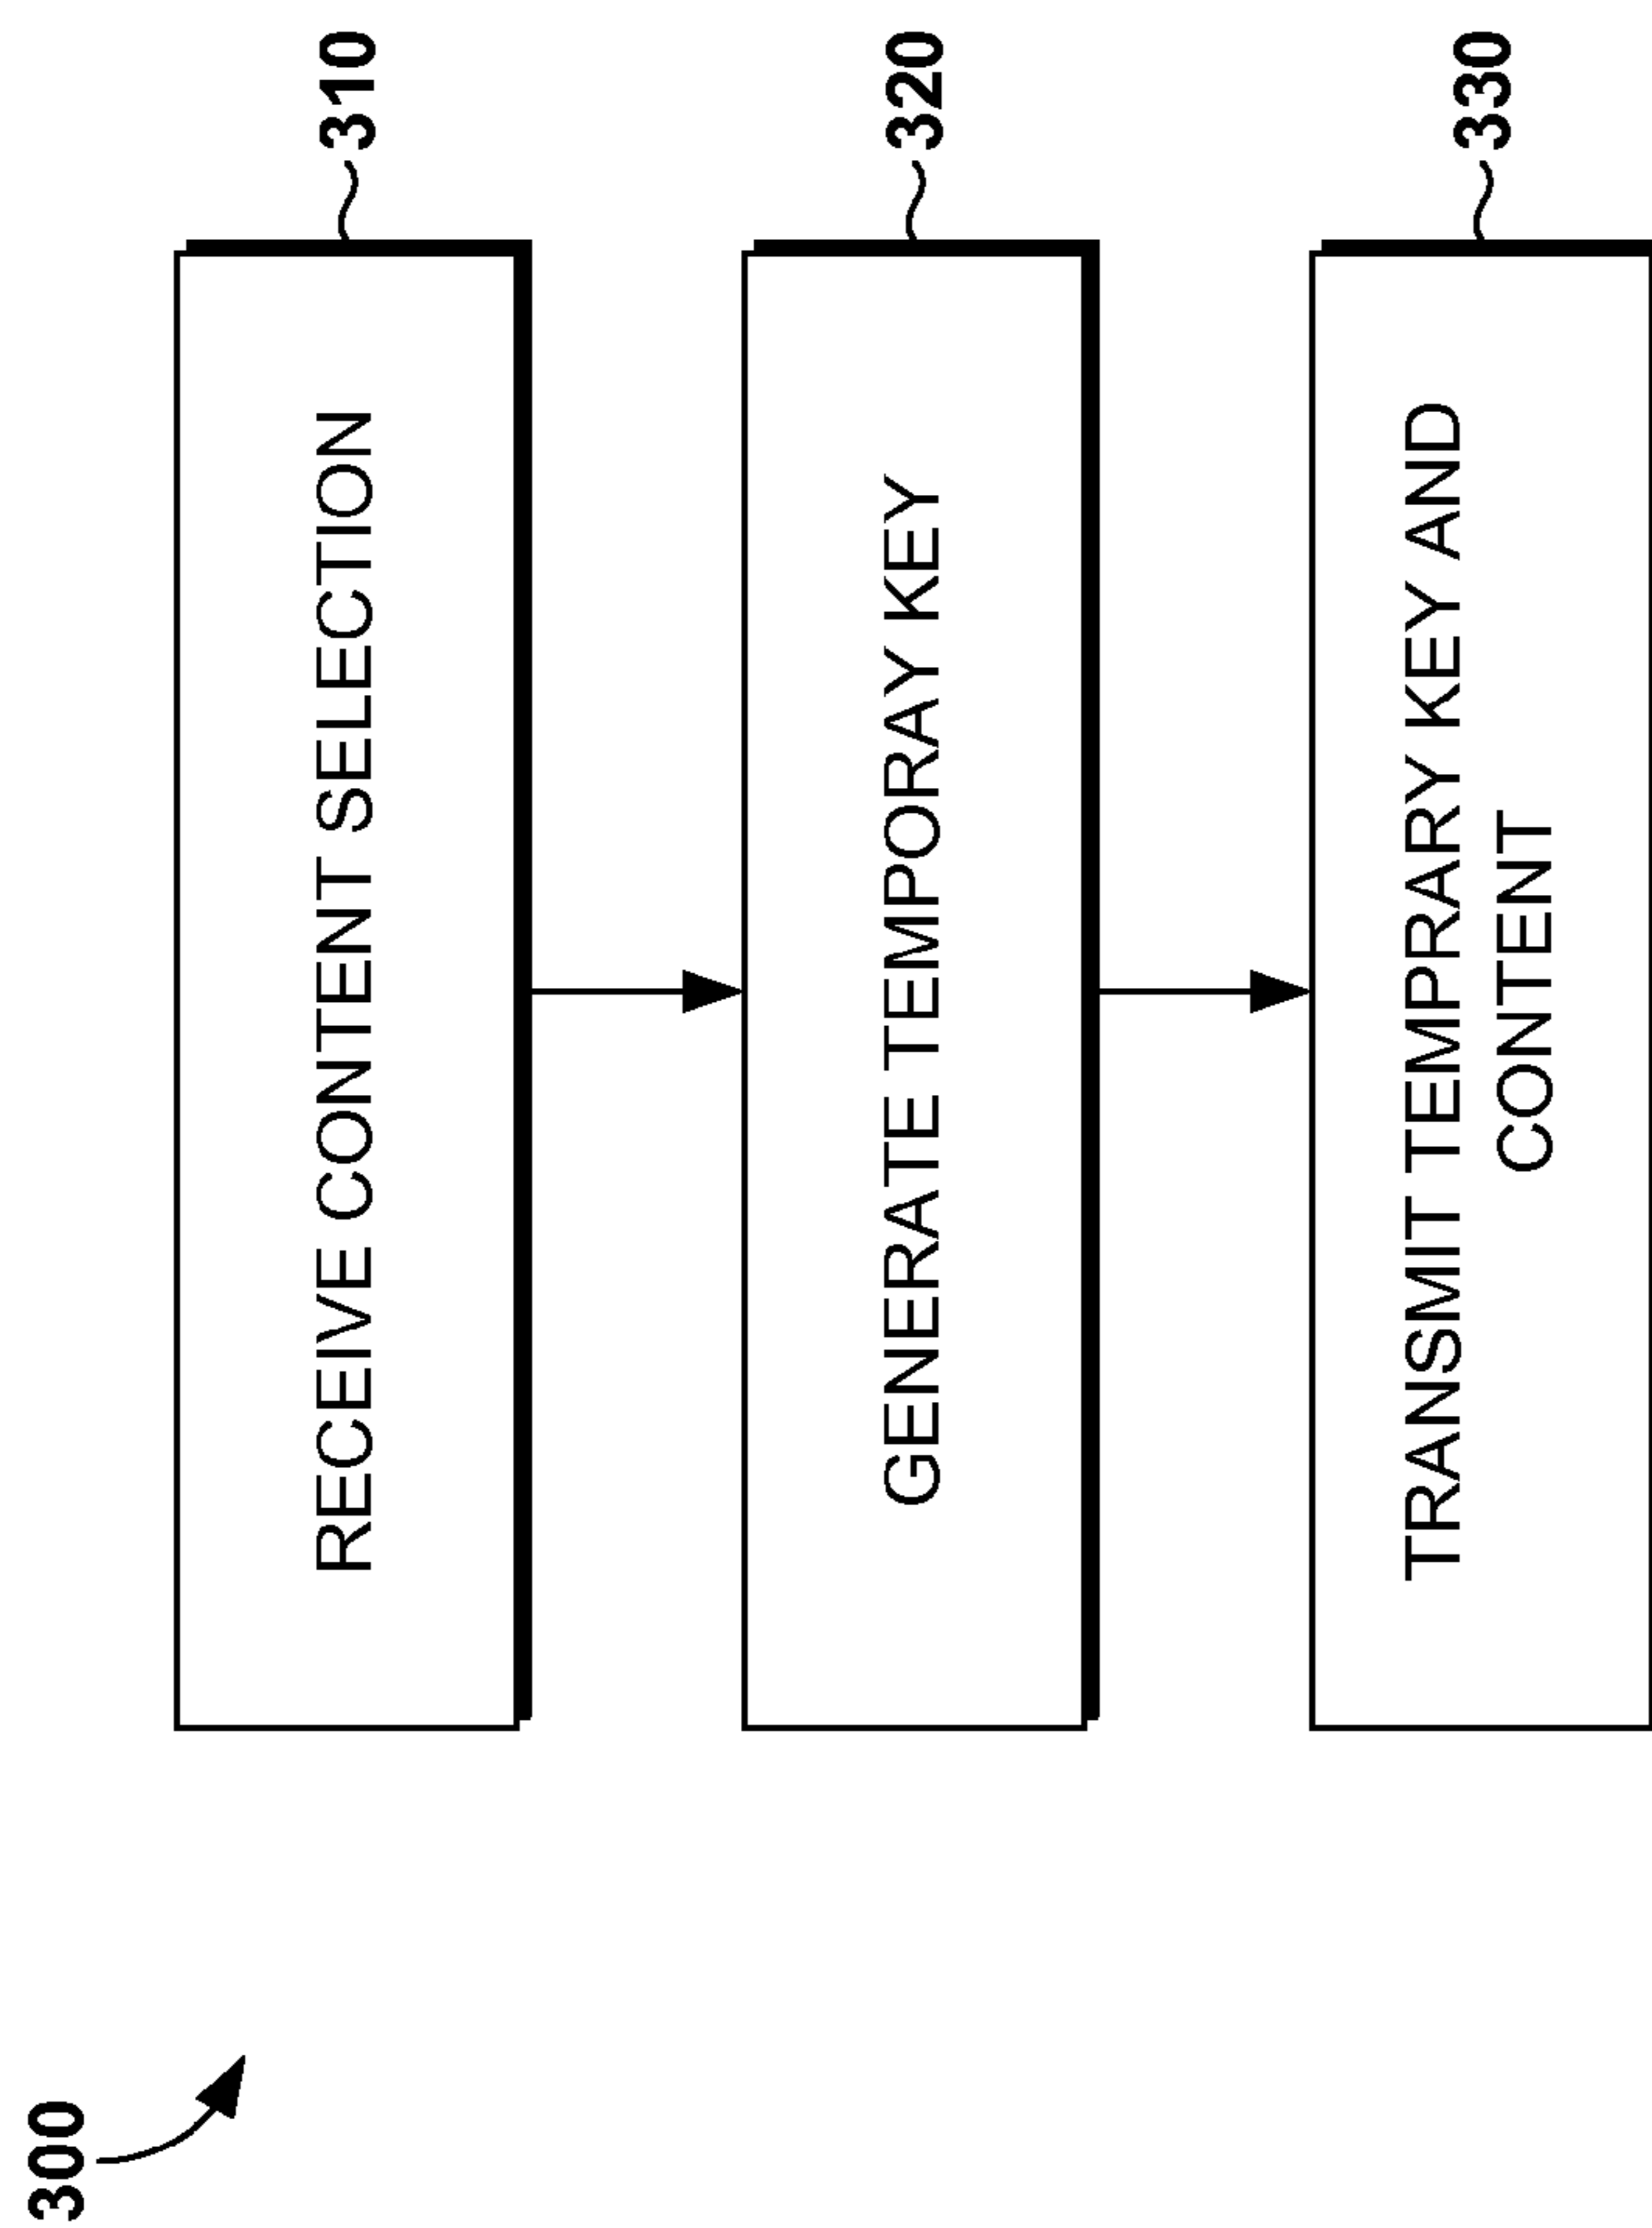 300
RECEIVE CONTENT SELECTION
310
GENERATE TEMPORAY KEY
320
TRANSMIT TEMPRARY KEY AND
CONTENT
330